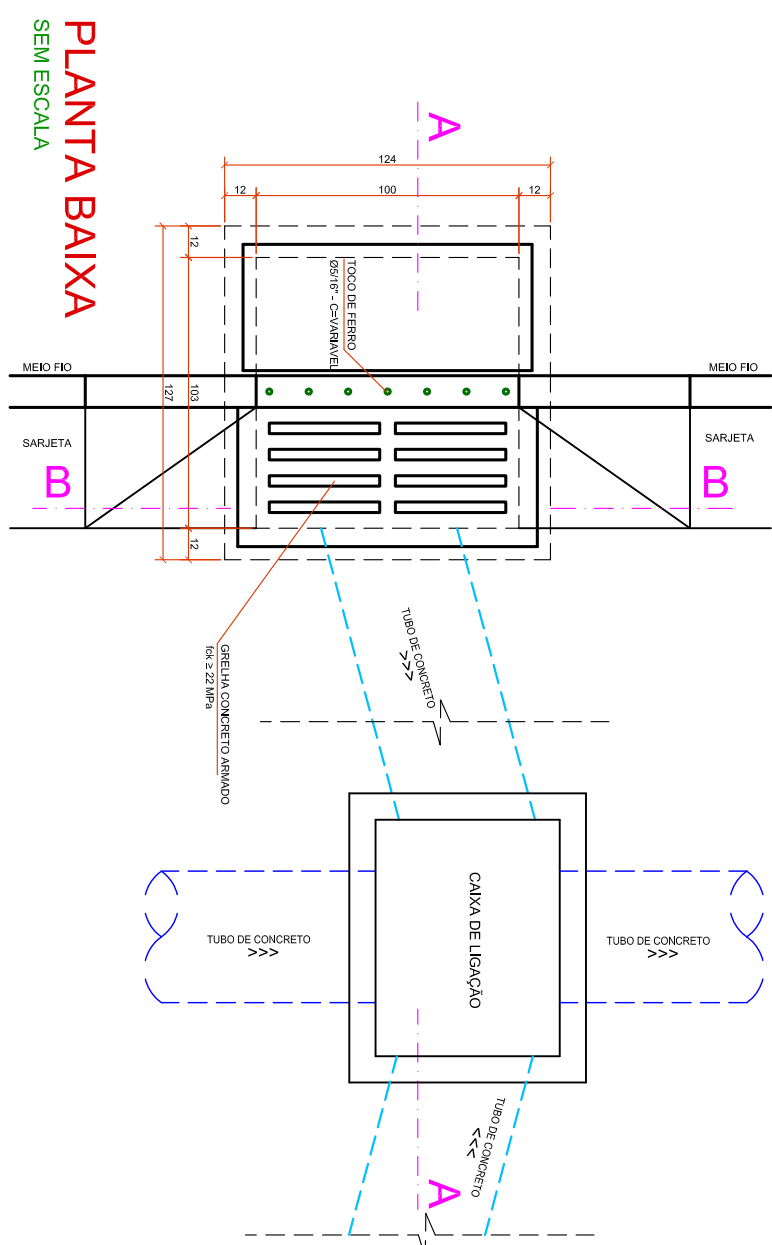 PLANTA BAIXA
SEM ESCALA
A
124
12
100
12
12
103
127
12
TOCO DE FERRO
Ø5/16" - C=VARIAVEL
MEIO FIO
MEIO FIO
SARJETA
SARJETA
B
B
TUBO DE CONCRETO
>>>
GRELHA CONCRETO ARMADO
fck ≥ 22 MPa
CAIXA DE LIGAÇÃO
TUBO DE CONCRETO
>>>
TUBO DE CONCRETO
>>>
TUBO DE CONCRETO
<<<
A